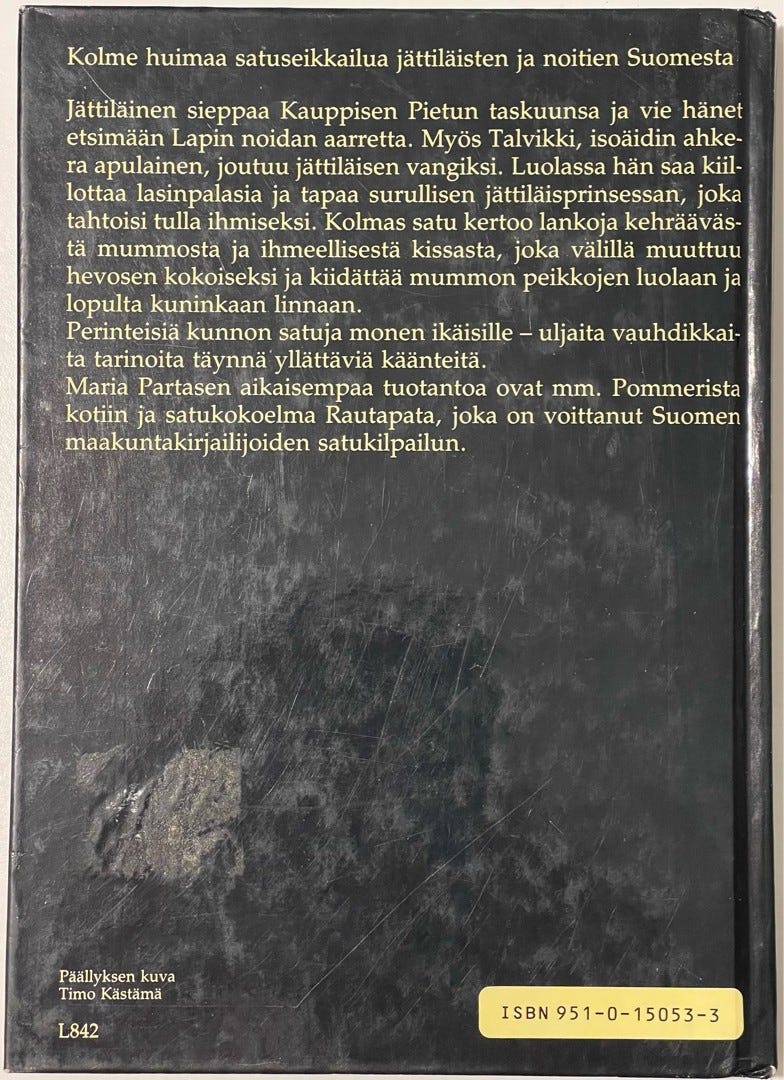 Kolme huimaa satuseikkailua jättiläisten ja noitien Suomesta
Jättiläinen sieppaa Kauppisen Pietun taskuunsa ja vie hänet
etsimään Lapin noidan aarretta. Myös Talvikki, isoäidin ahke-
ra apulainen, joutuu jättiläisen vangiksi. Luolassa hän saa kiil-
lottaa lasinpalasia ja tapaa surullisen jättiläisprinsessan, joka
tahtoisi tulla ihmiseksi. Kolmas satu kertoo lankoja kehräävä­s-
tä mummosta ja ihmeellisestä kissasta, joka välillä muuttuu
hevosen kokoiseksi ja kiidättää mummon peikkojen luolaan ja
lopulta kuninkaan linnaan.
Perinteisiä kunnon satuja monen ikäisille – uljaita vauhdikkai-
ta tarinoita täynnä yllättäviä käänteitä.
Maria Partasen aikaisempaa tuotantoa ovat mm. Pommerista
kotiin ja satukokoelma Rautapata, joka on voittanut Suomen
maakuntakirjailijoiden satukilpailun.
Päällyksen kuva
Timo Kästämä
L842
ISBN 951-0-15053-3